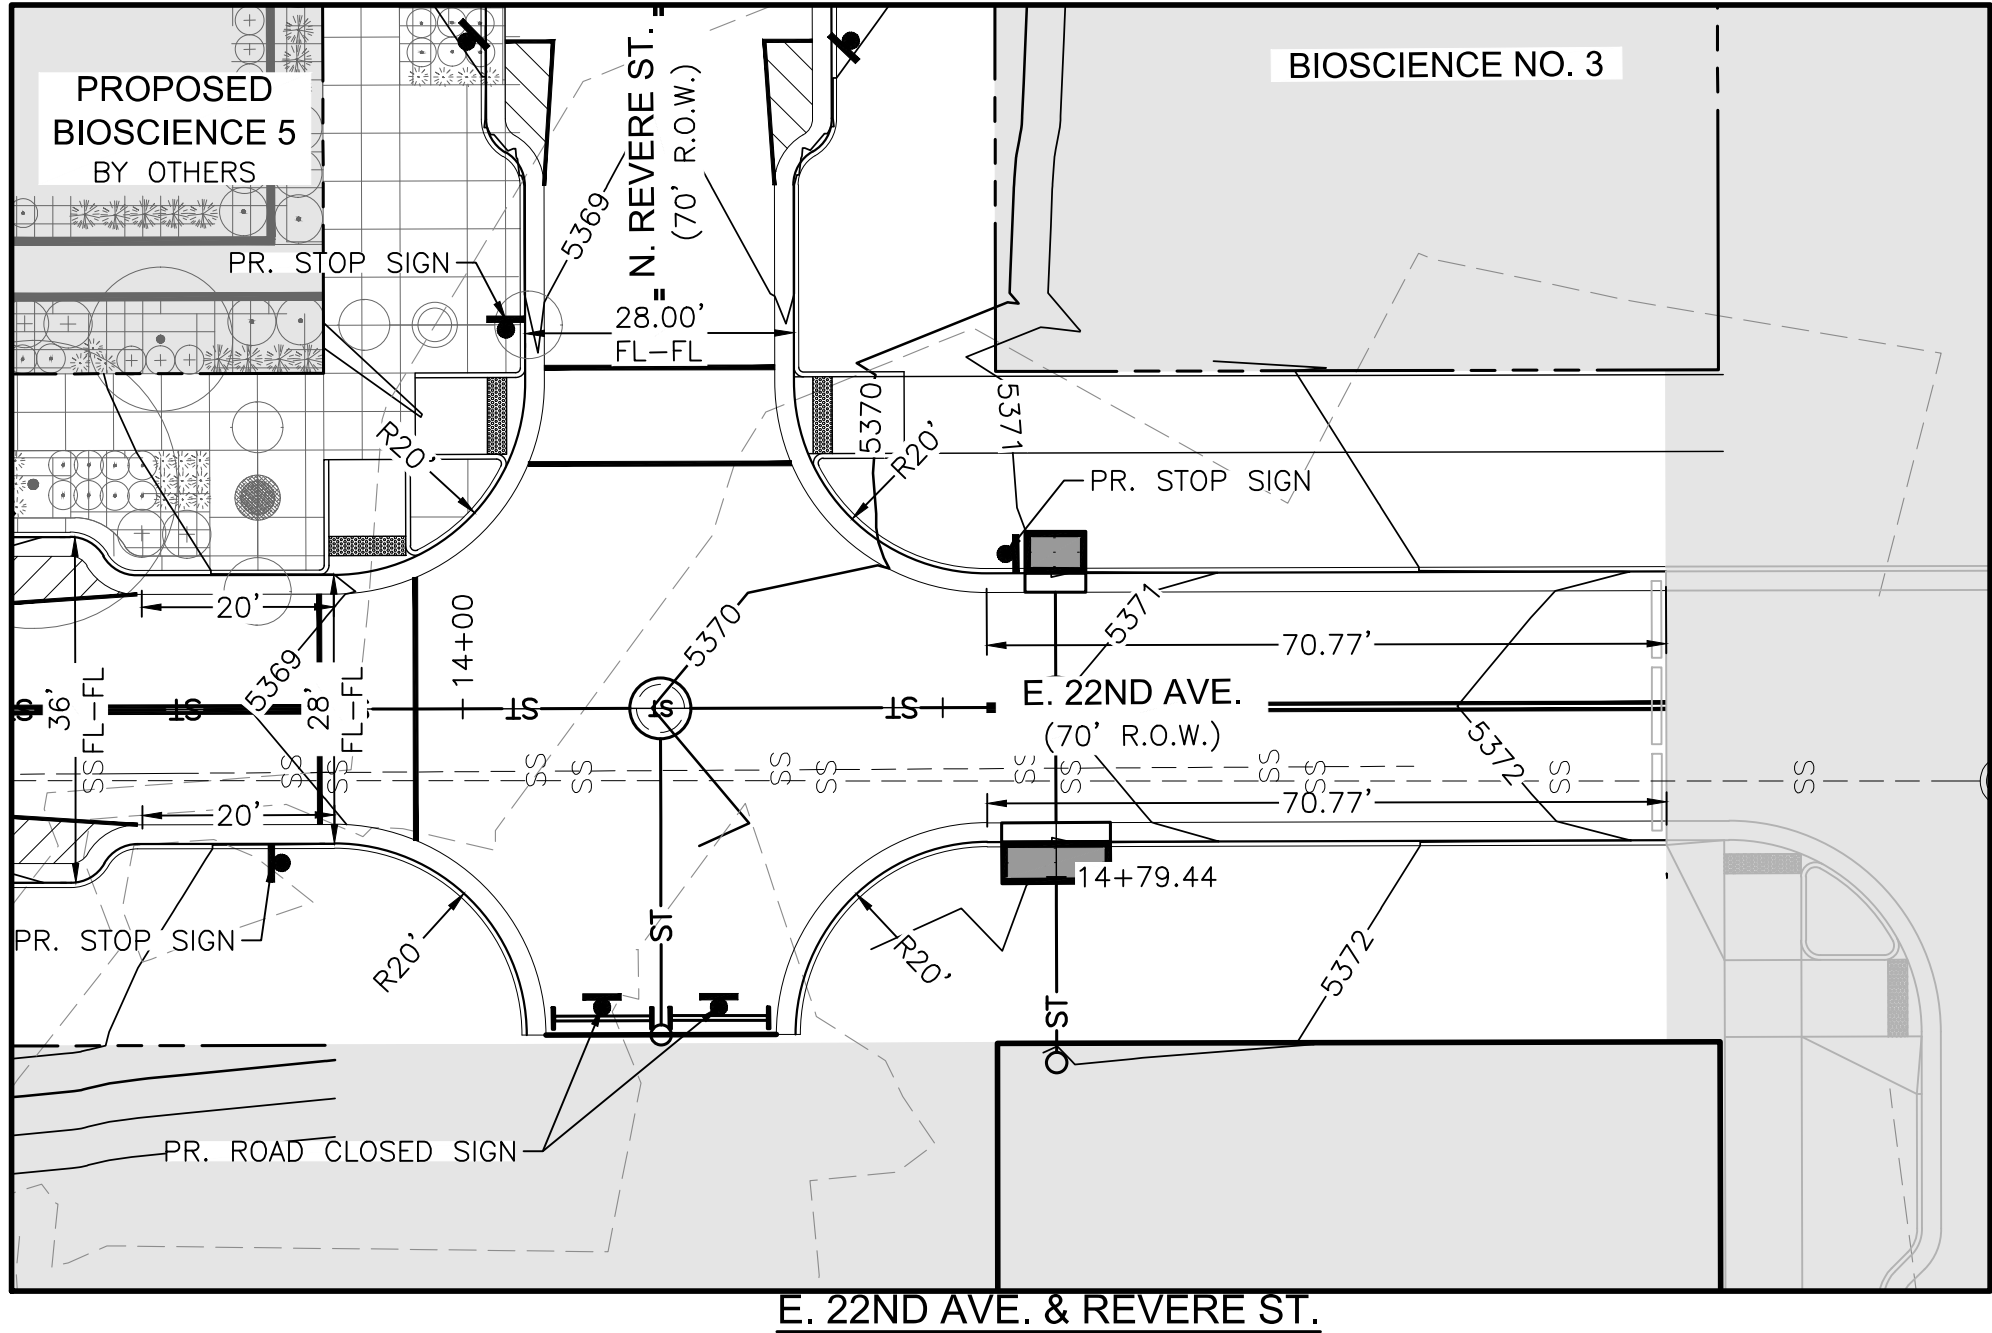 PROPOSED
BIOSCIENCE 5
BY OTHERS
BIOSCIENCE NO. 3
"N. REVERE ST."
(70' R.O.W.)
5369
PR. STOP SIGN
28.00'
FL-FL
5370
5371
R20'
R20'
PR. STOP SIGN
20'
14+00
5370
5371
70.77'
5369
36'
FL-FL
28'
FL-FL
ST
ST
ST
ST
ST
E. 22ND AVE.
(70' R.O.W.)
5372
SS
SS
SS
SS
SS
SS
SS
SS
SS
SS
SS
SS
SS
20'
70.77'
14+79.44
PR. STOP SIGN
R20'
ST
R20'
5372
ST
PR. ROAD CLOSED SIGN
E. 22ND AVE. & REVERE ST.